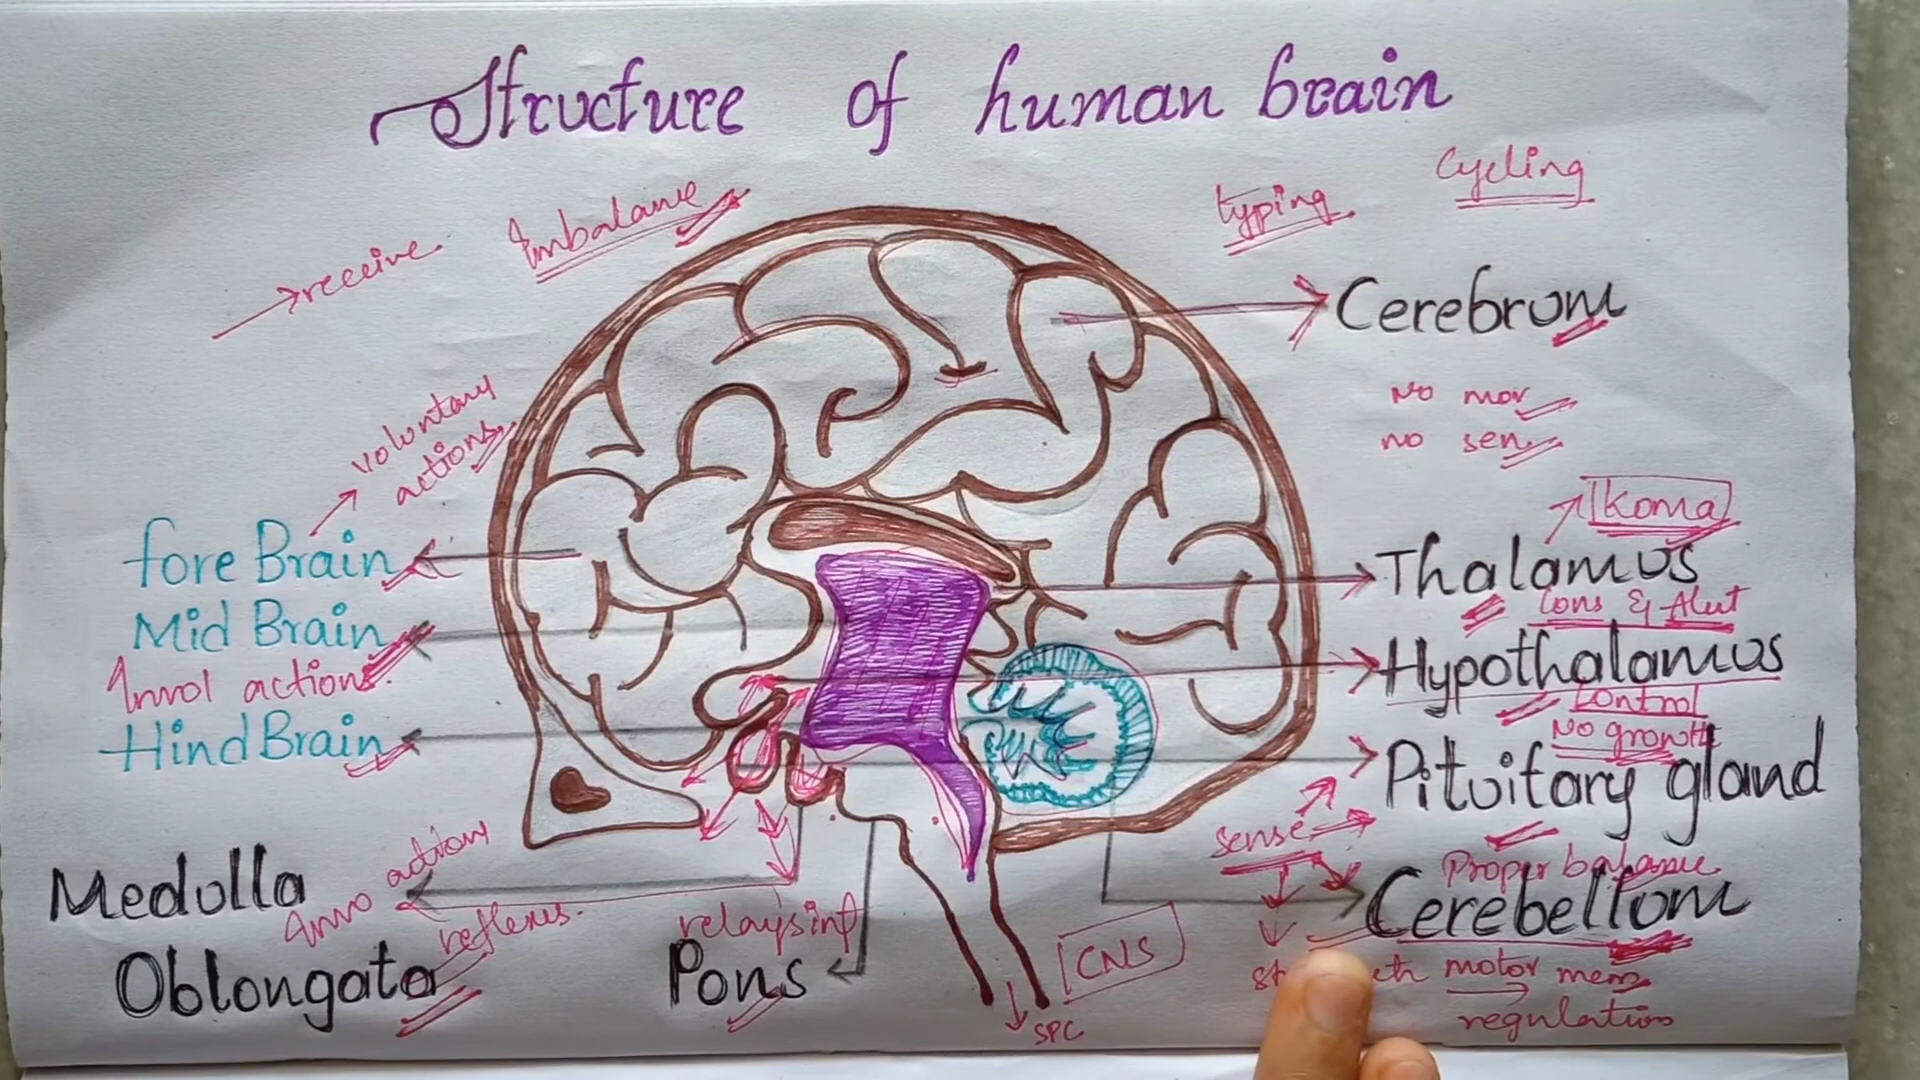 Structure of human brain
Cycling
typing
Imbalance
receive
Cerebrum
No mov
no sen
voluntary
actions
Koma
fore Brain
Thalamus
Cons & Alert
Mid Brain
Hypothalamus
Invol actions
Control
No growth
Hind Brain
Pituitary gland
sense
Proper balance
Medulla
Oblongata
Invo actions
reflexes.
relays inf
Pons
CNS
SPC
Cerebellum
motor mem
regulation